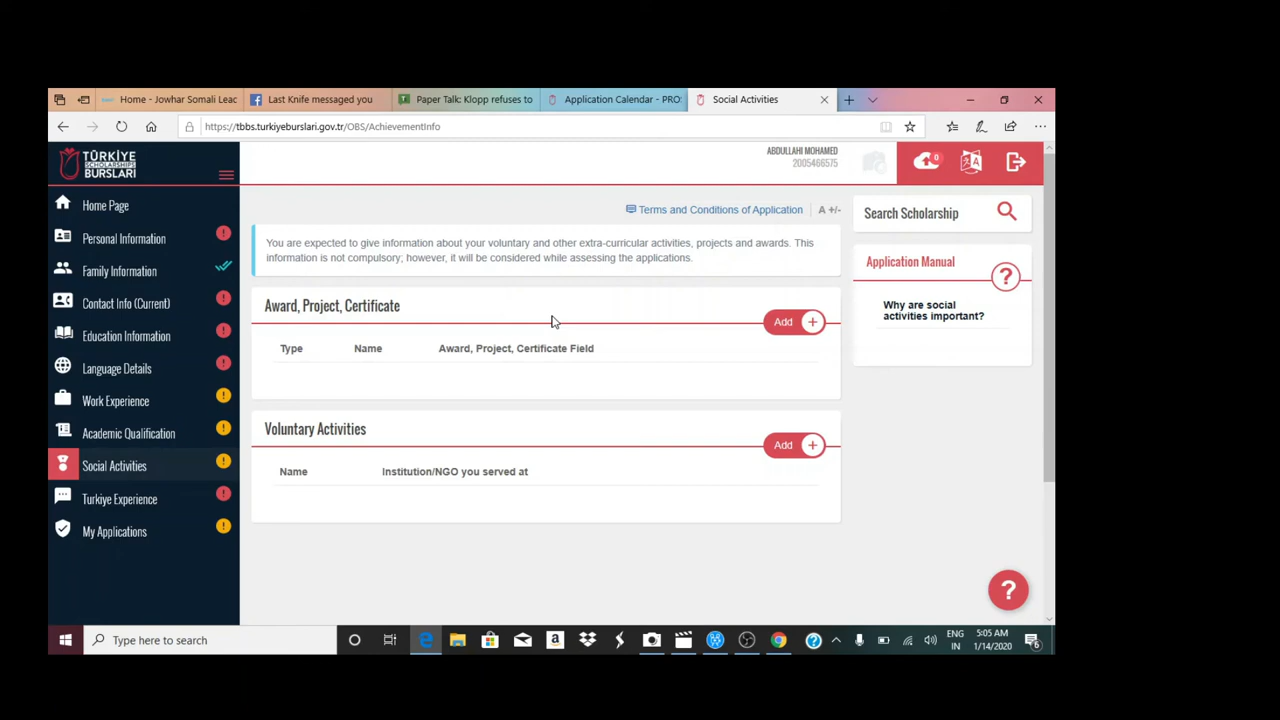 Home - Jowhar Somali Leac
Last Knife messaged you
Paper Talk: Klopp refuses to
Application Calendar - PRO
Social Activities
https://tbbs.turkiyeburslari.gov.tr/OBS/AchievementInfo
TÜRKİYE
SCHOLARSHIPS
BURSLARI
ABDULLAHI MOHAMED
2005466575
0
Home Page
Personal Information
Family Information
Contact Info (Current)
Education Information
Language Details
Work Experience
Academic Qualification
Social Activities
Turkiye Experience
My Applications
Terms and Conditions of Application
A +/-
You are expected to give information about your voluntary and other extra-curricular activities, projects and awards. This
information is not compulsory; however, it will be considered while assessing the applications.
Award, Project, Certificate
Add +
Type Name Award, Project, Certificate Field
Voluntary Activities
Add +
Name Institution/NGO you served at
Search Scholarship
Application Manual
?
Why are social
activities important?
?
Type here to search
ENG
IN
5:05 AM
1/14/2020
6